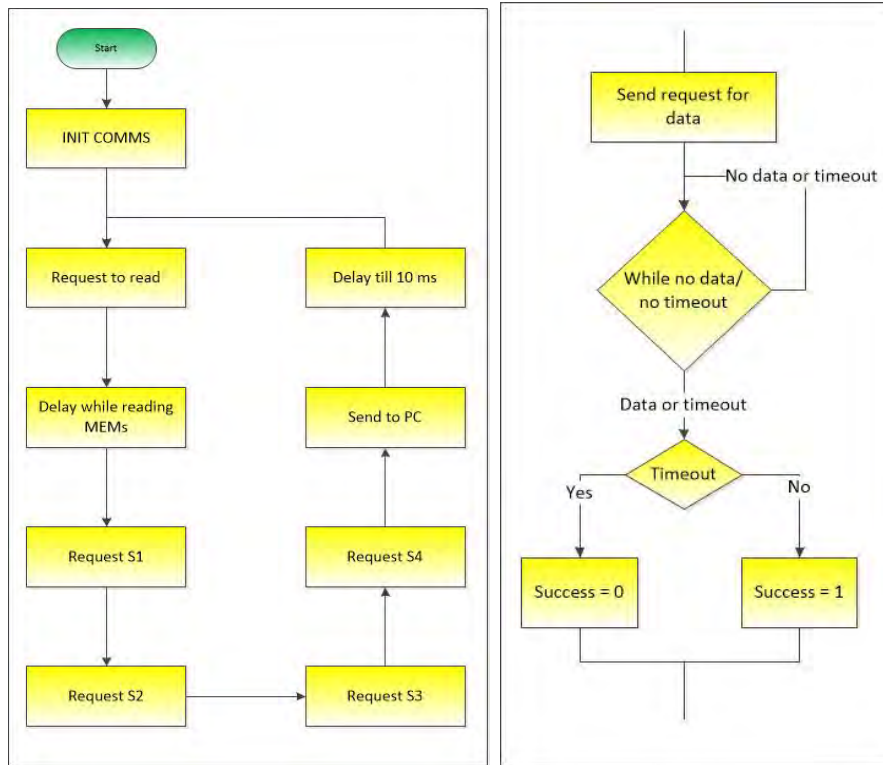 Start
INIT COMMS
Request to read
Delay while reading
MEMs
Request S1
Request S2
Request S3
Request S4
Send to PC
Delay till 10 ms
Send request for
data
No data or timeout
While no data/
no timeout
Data or timeout
Timeout
Yes
No
Success = 0
Success = 1